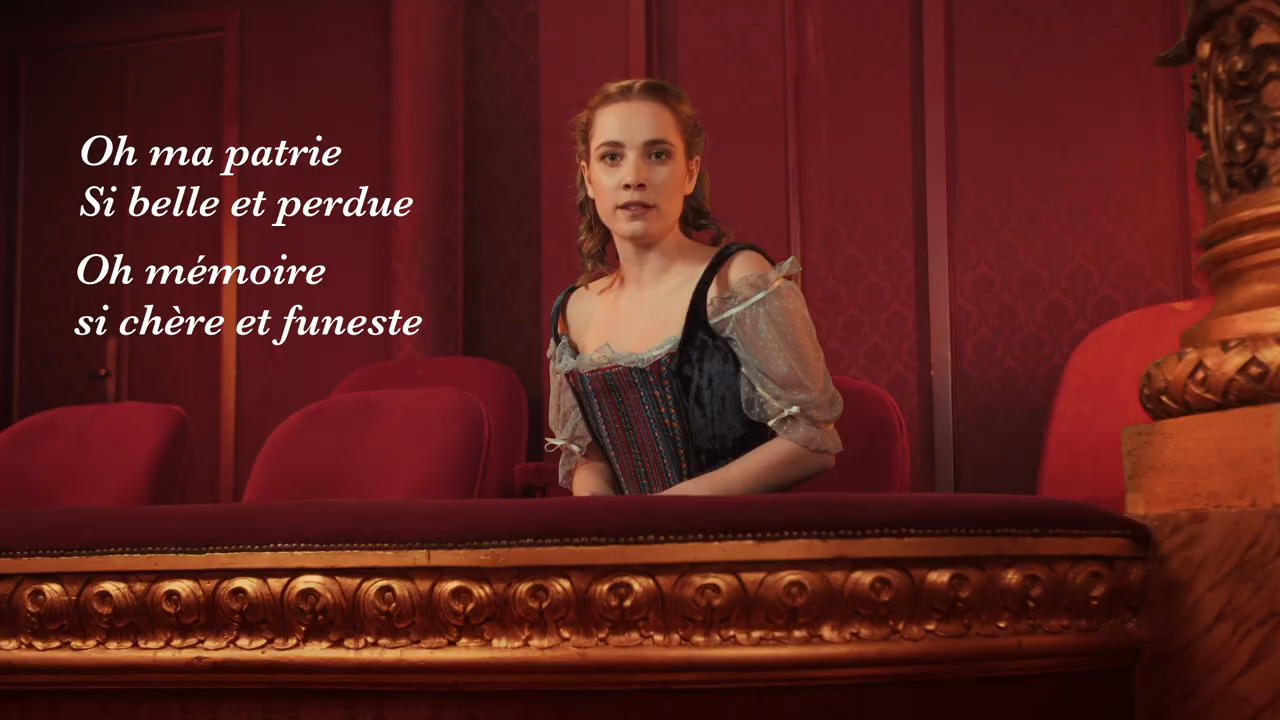 Oh ma patrie
Si belle et perdue
Oh mémoire
si chère et funeste